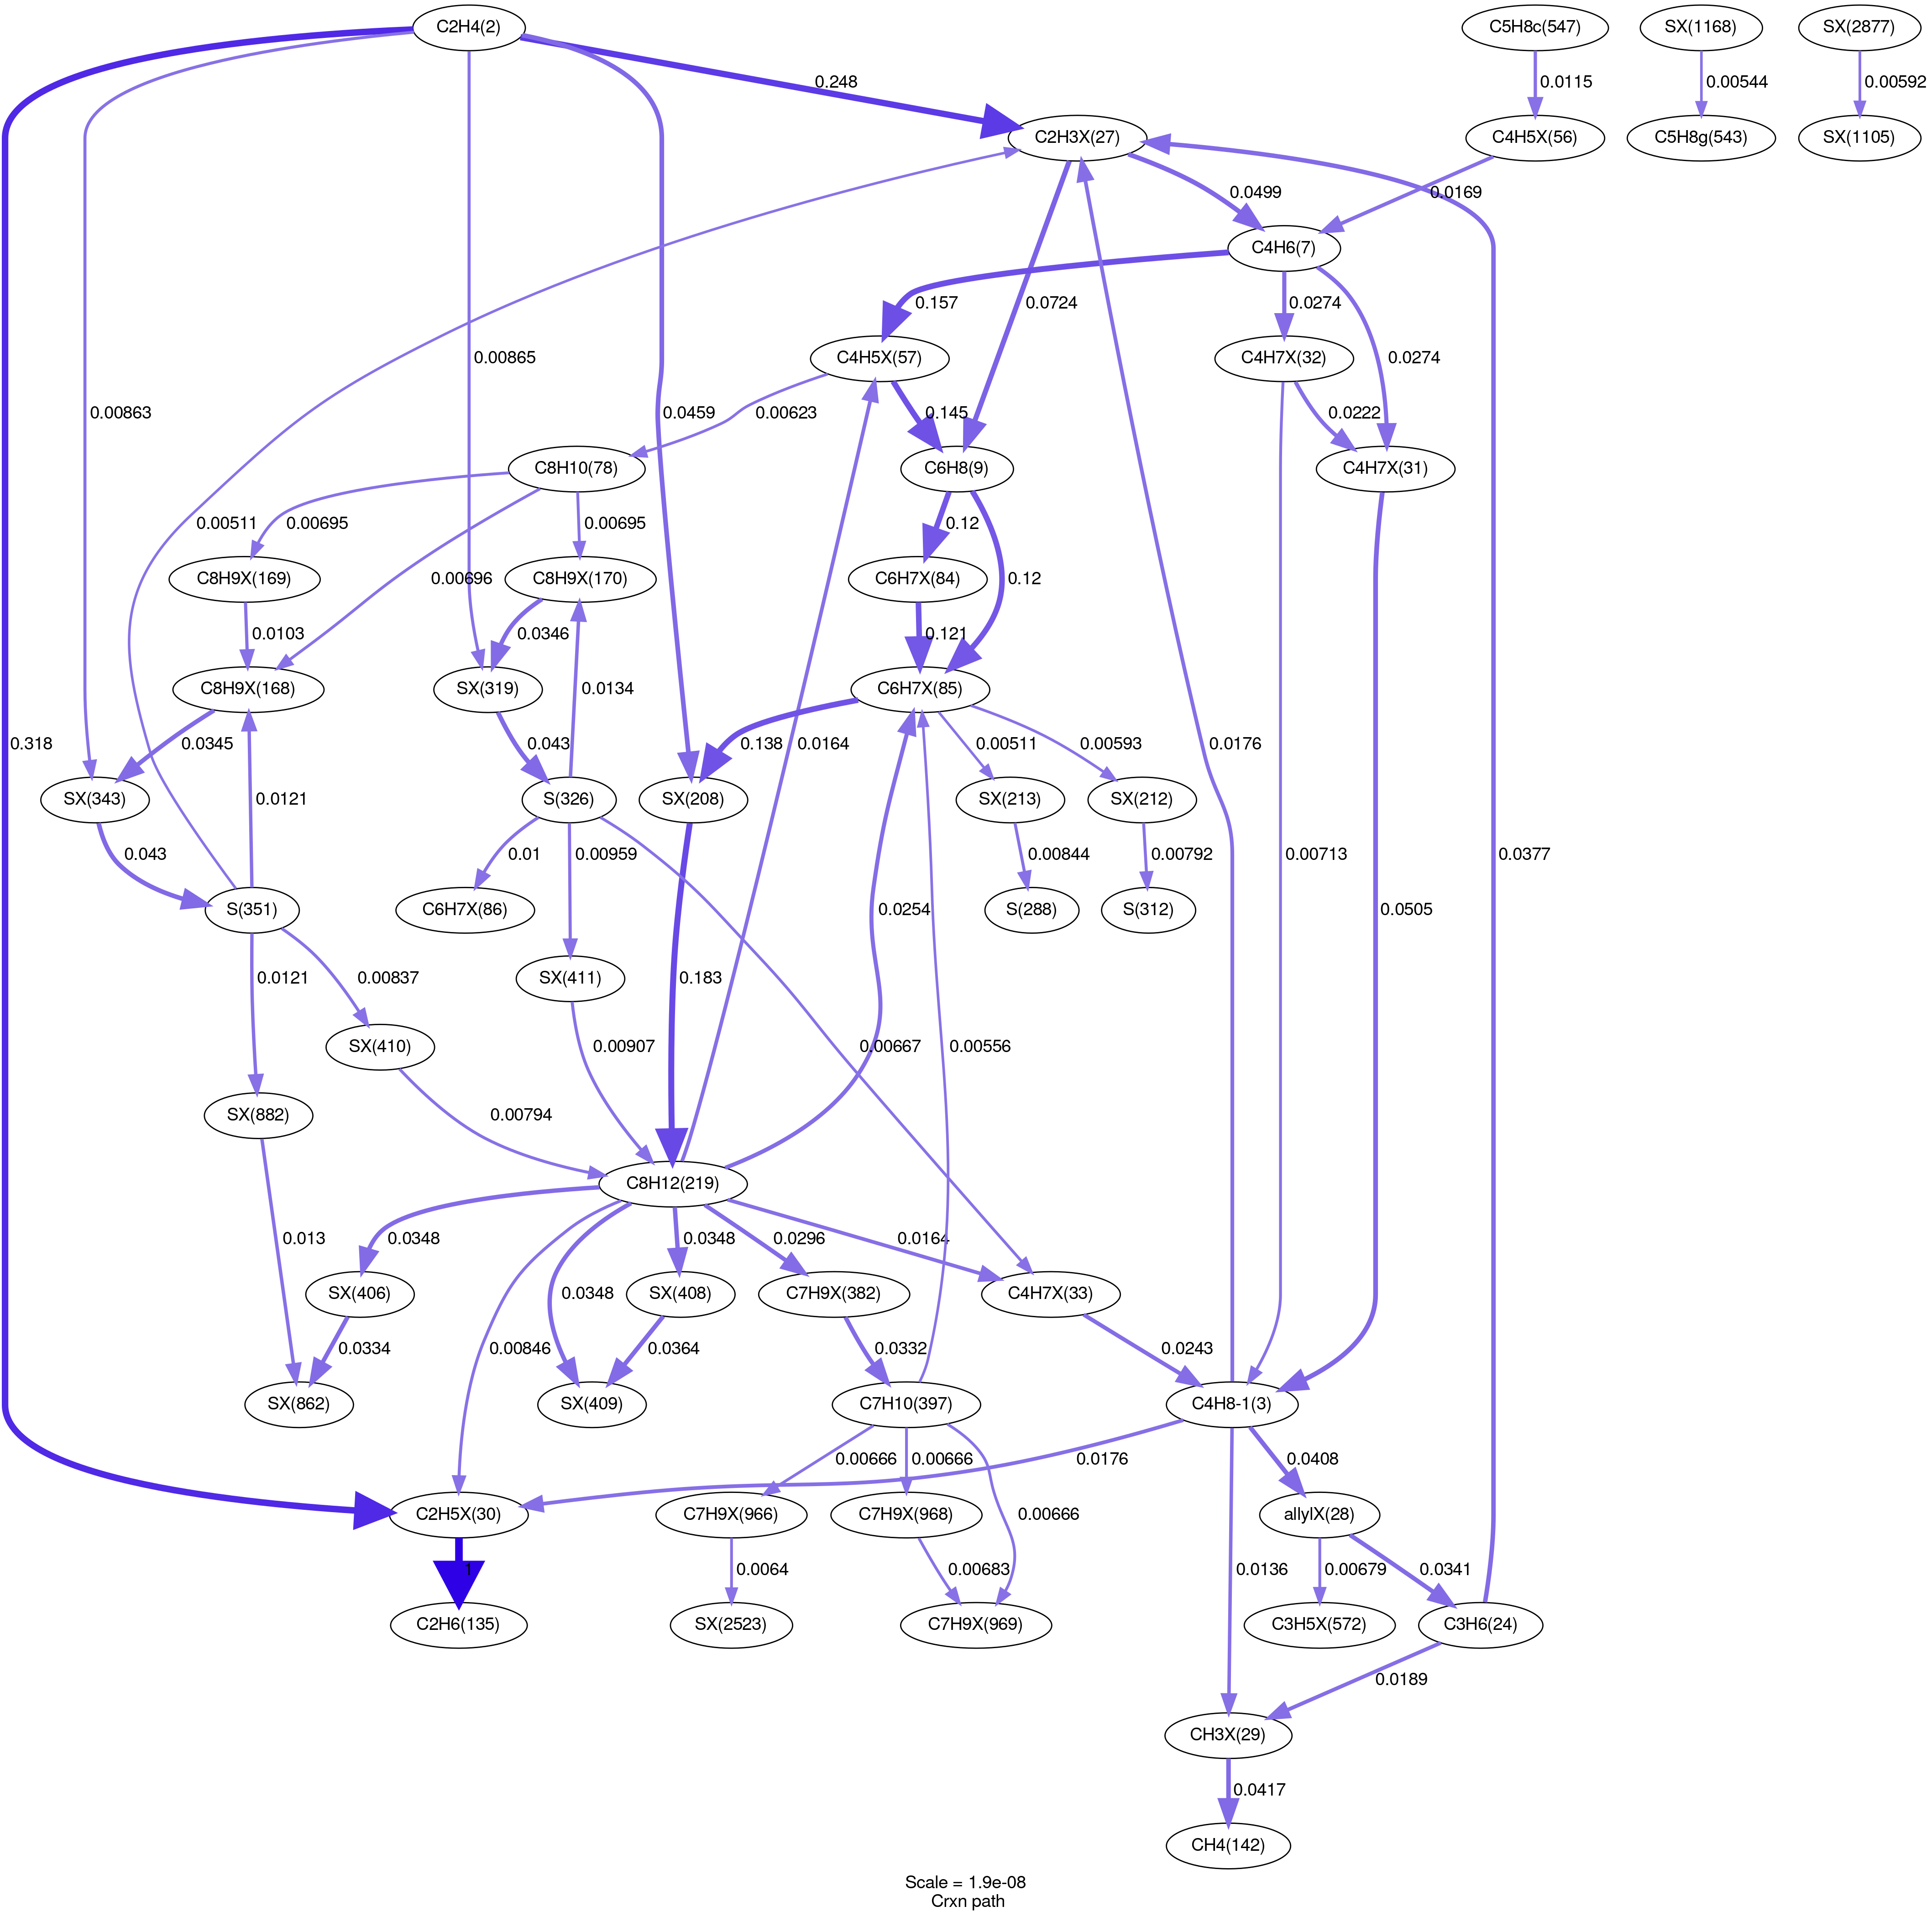 C2H4(2)
C5H8c(547)
SX(1168)
SX(2877)
0.248
0.0115
0.00544
0.00592
C2H3X(27)
C4H5X(56)
C5H8g(543)
SX(1105)
0.0499
0.0169
C4H6(7)
0.157
0.0724
0.0274
0.0274
0.00865
C4H5X(57)
C4H7X(32)
0.00863
0.0459
0.00623
0.145
0.0222
C8H10(78)
C6H8(9)
C4H7X(31)
0.00511
0.00695
0.00695
0.12
C8H9X(169)
0.00696
C8H9X(170)
C6H7X(84)
0.12
0.0103
0.0346
0.121
C8H9X(168)
SX(319)
0.0134
C6H7X(85)
0.318
0.0345
0.043
0.138
0.0164
0.00511
0.00593
0.0176
SX(343)
0.0121
S(326)
SX(208)
SX(213)
SX(212)
0.043
0.01
0.00959
0.00844
0.00792
0.00713
0.0377
S(351)
C6H7X(86)
0.0254
S(288)
S(312)
0.0505
0.0121
0.00837
SX(411)
0.183
SX(410)
0.00907
0.00667
0.00556
SX(882)
0.00794
C8H12(219)
0.013
0.0348
0.0348
0.0296
0.0164
SX(406)
0.0348
SX(408)
C7H9X(382)
C4H7X(33)
0.0334
0.00846
0.0364
0.0332
0.0243
SX(862)
SX(409)
C7H10(397)
C4H8-1(3)
0.00666
0.00666
0.0176
0.0408
C2H5X(30)
C7H9X(966)
C7H9X(968)
0.00666
allylX(28)
1
0.0064
0.00683
0.0136
0.00679
0.0341
C2H6(135)
SX(2523)
C7H9X(969)
C3H5X(572)
C3H6(24)
0.0189
CH3X(29)
0.0417
CH4(142)
Scale = 1.9e-08
Crxn path